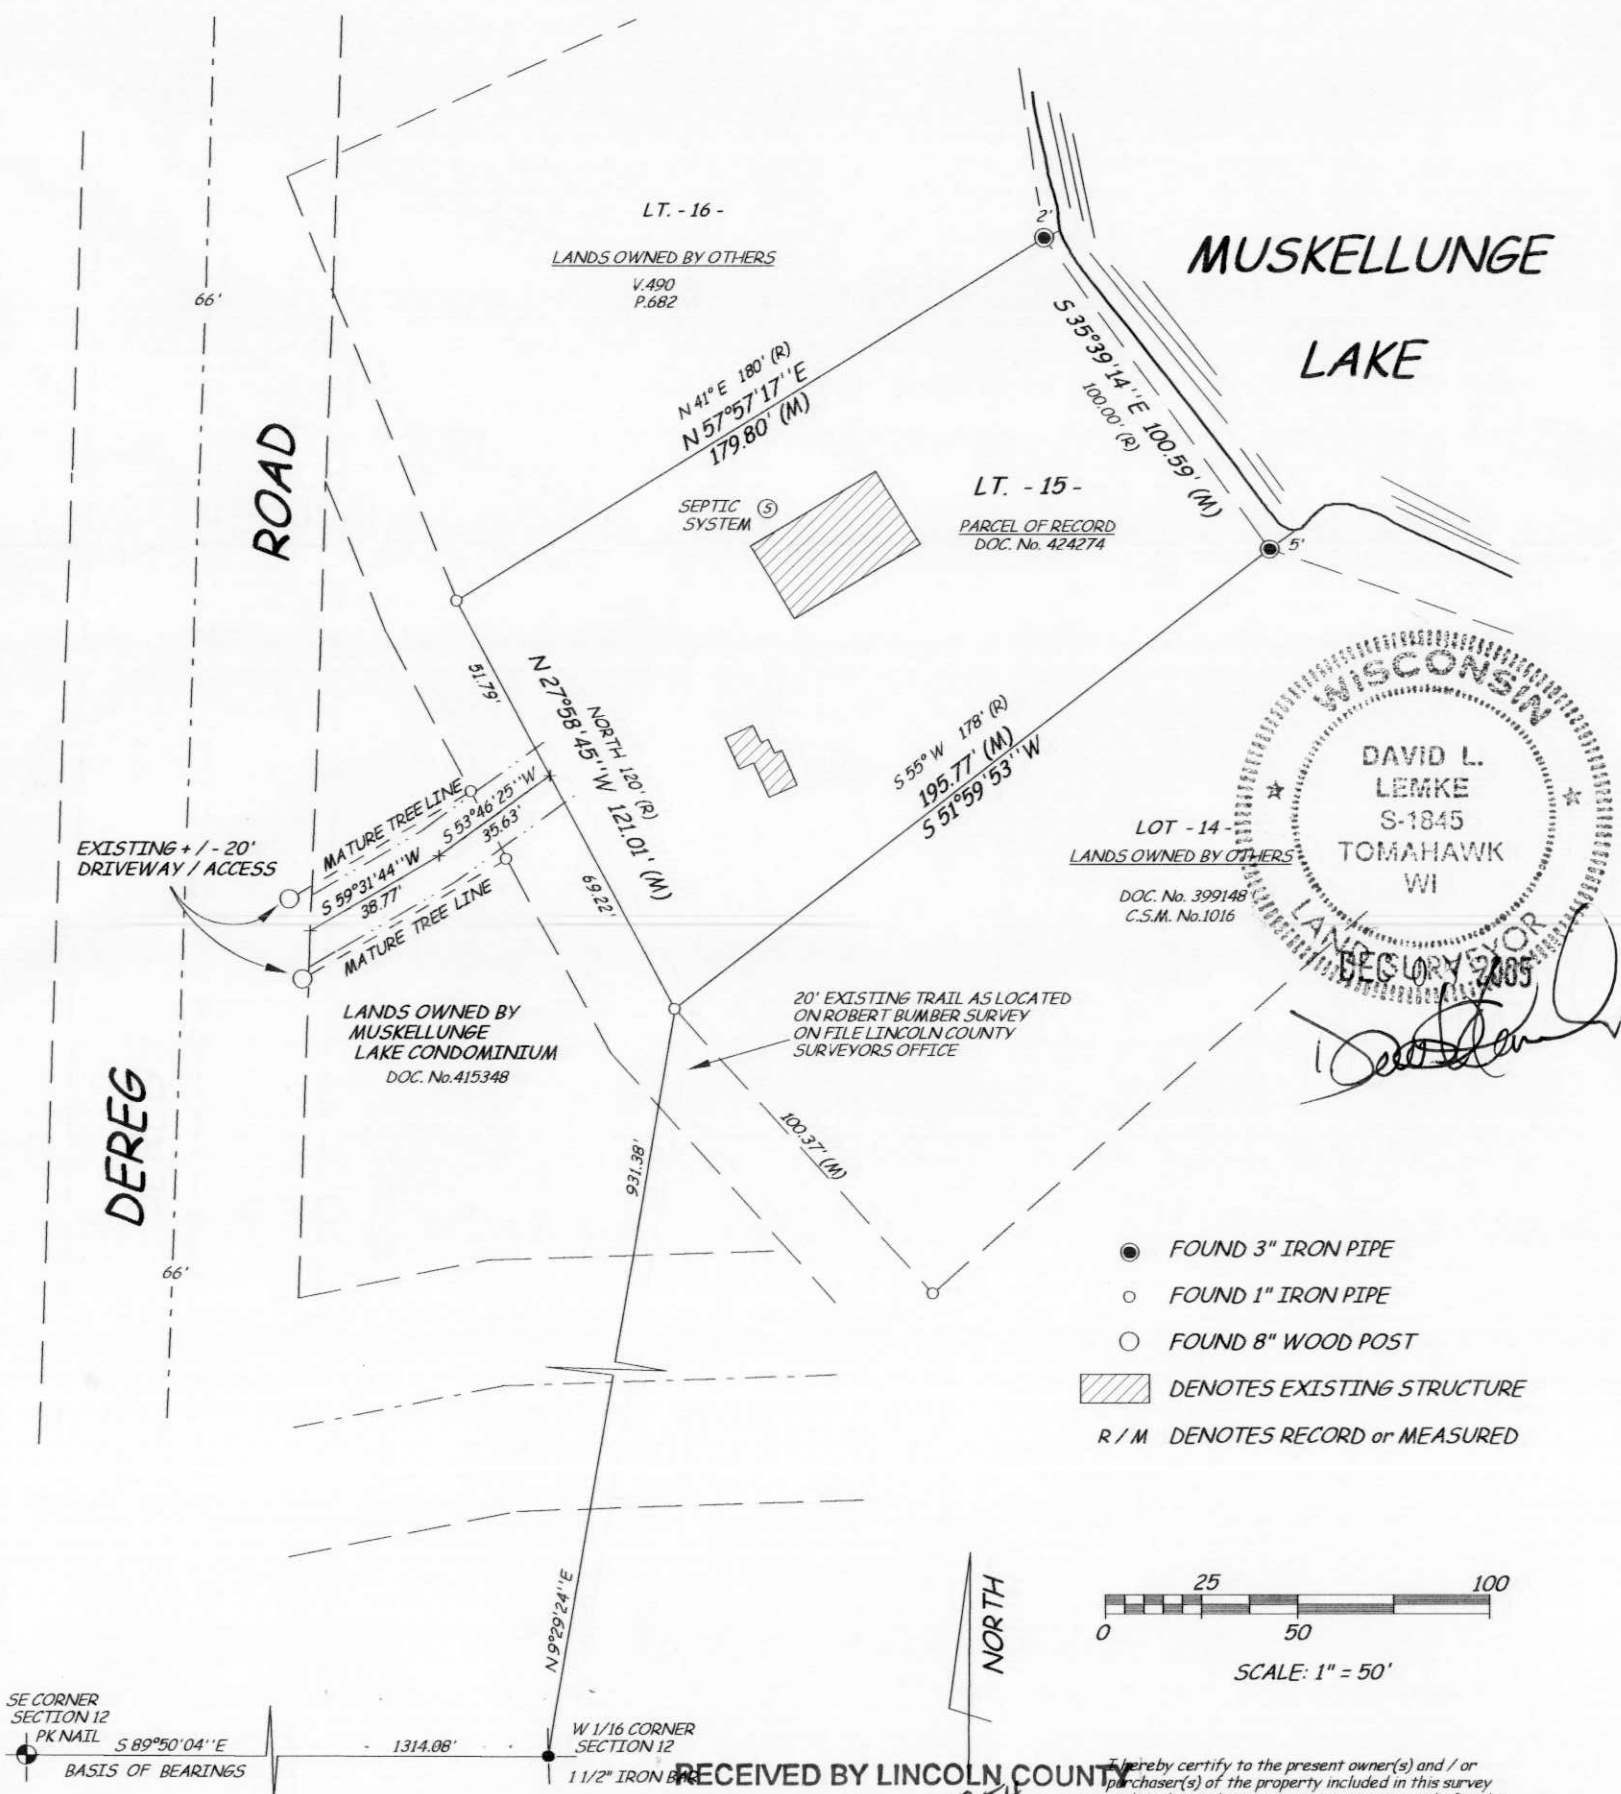 LT. - 16 -
LANDS OWNED BY OTHERS
V.490
P.682
66'
2'
MUSKELLUNGE
LAKE
S 35°39'14''E 100.59' (M)
100.00' (R)
N 41° E 180' (R)
N 57°57'17''E
179.80' (M)
ROAD
SEPTIC
SYSTEM
S
LT. - 15 -
PARCEL OF RECORD
DOC. No. 424274
5'
51.79'
N 27°58'45''W 121.01' (M)
NORTH 120' (R)
69.22'
S 55° W 178' (R)
195.77' (M)
S 51°59'53''W
WISCONSIN
DAVID L.
LEMKE
S-1845
TOMAHAWK
WI
LAND SURVEYOR
LOT - 14 -
LANDS OWNED BY OTHERS
DOC. No. 399148
C.S.M. No.1016
MATURE TREE LINE
S 53°46'25''W
35.63'
EXISTING + / - 20'
DRIVEWAY / ACCESS
S 59°31'44''W
38.77'
MATURE TREE LINE
LANDS OWNED BY
MUSKELLUNGE
LAKE CONDOMINIUM
DOC. No.415348
20' EXISTING TRAIL AS LOCATED
ON ROBERT BUMBER SURVEY
ON FILE LINCOLN COUNTY
SURVEYORS OFFICE
DEREG
931.38'
100.37' (M)
66'
FOUND 3" IRON PIPE
FOUND 1" IRON PIPE
FOUND 8" WOOD POST
DENOTES EXISTING STRUCTURE
R / M DENOTES RECORD or MEASURED
N 9°29'24''E
NORTH
25 100
0 50
SCALE: 1" = 50'
SE CORNER
SECTION 12
PK NAIL
S 89°50'04''E
1314.08'
BASIS OF BEARINGS
W 1/16 CORNER
SECTION 12
1 1/2" IRON BAR
RECEIVED BY LINCOLN COUNTY
I hereby certify to the present owner(s) and / or
purchaser(s) of the property included in this survey